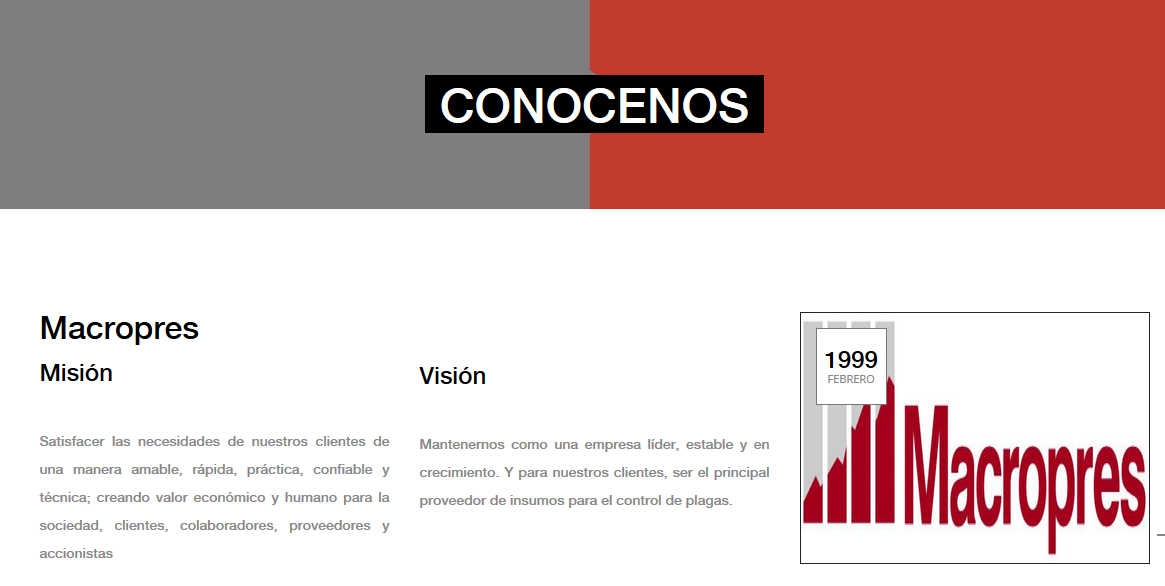 CONOCENOS
Macropres
Misión
Satisfacer las necesidades de nuestros clientes de
una manera amable, rápida, práctica, confiable y
técnica; creando valor económico y humano para la
sociedad, clientes, colaboradores, proveedores y
accionistas
Visión
Mantenernos como una empresa líder, estable y en
crecimiento. Y para nuestros clientes, ser el principal
proveedor de insumos para el control de plagas.
1999
FEBRERO
Macropres